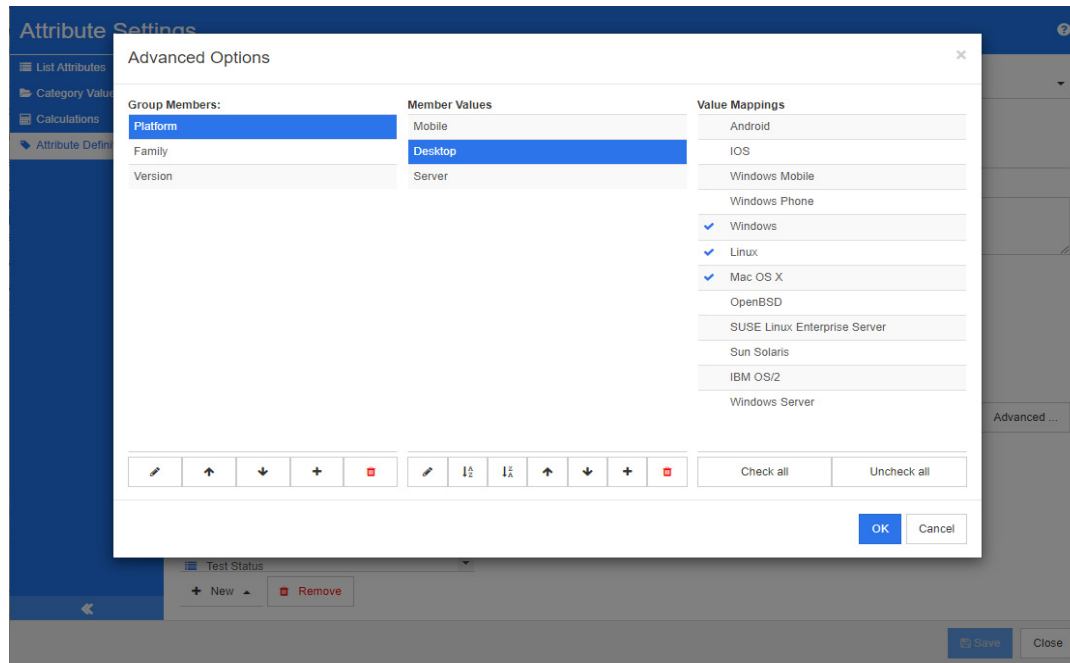 Attribute Settings
List Attributes
Category Value
Calculations
Attribute Defini
Advanced Options
Group Members:
Platform
Family
Version
Member Values
Mobile
Desktop
Server
Value Mappings
Android
IOS
Windows Mobile
Windows Phone
Windows
Linux
Mac OS X
OpenBSD
SUSE Linux Enterprise Server
Sun Solaris
IBM OS/2
Windows Server
Check all
Uncheck all
OK
Cancel
Advanced ...
Test Status
New
Remove
Save
Close